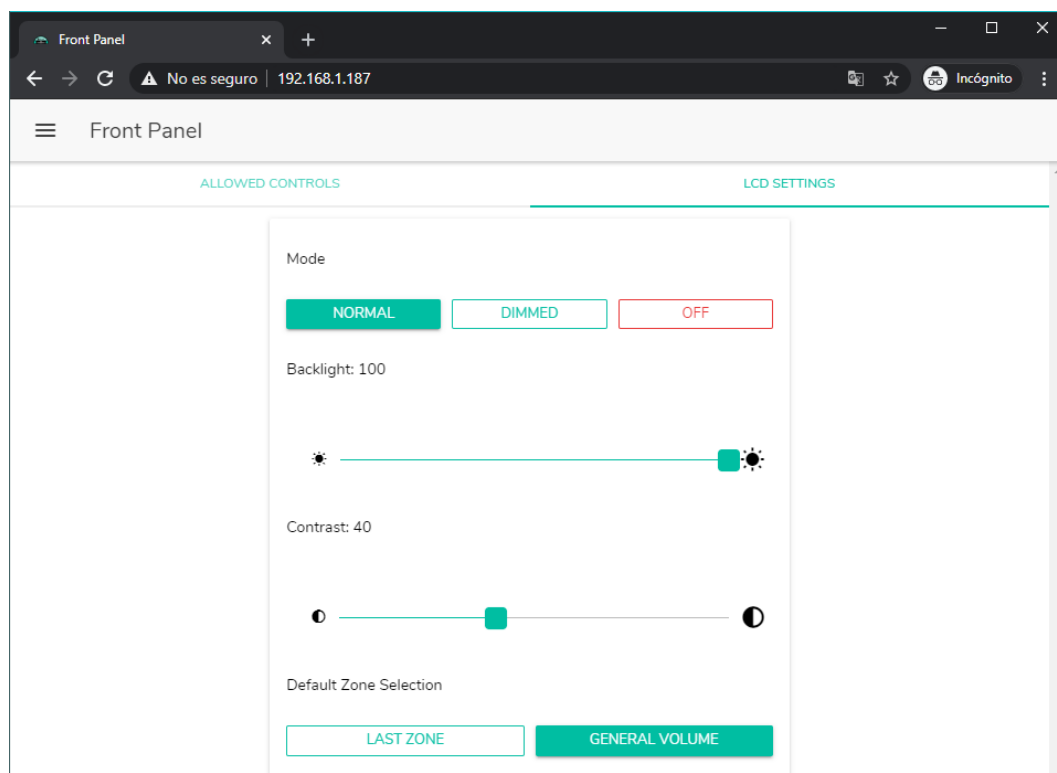 Front Panel
No es seguro 192.168.1.187 Incógnito
Front Panel
ALLOWED CONTROLS LCD SETTINGS
Mode
NORMAL DIMMED OFF
Backlight: 100
Contrast: 40
Default Zone Selection
LAST ZONE GENERAL VOLUME